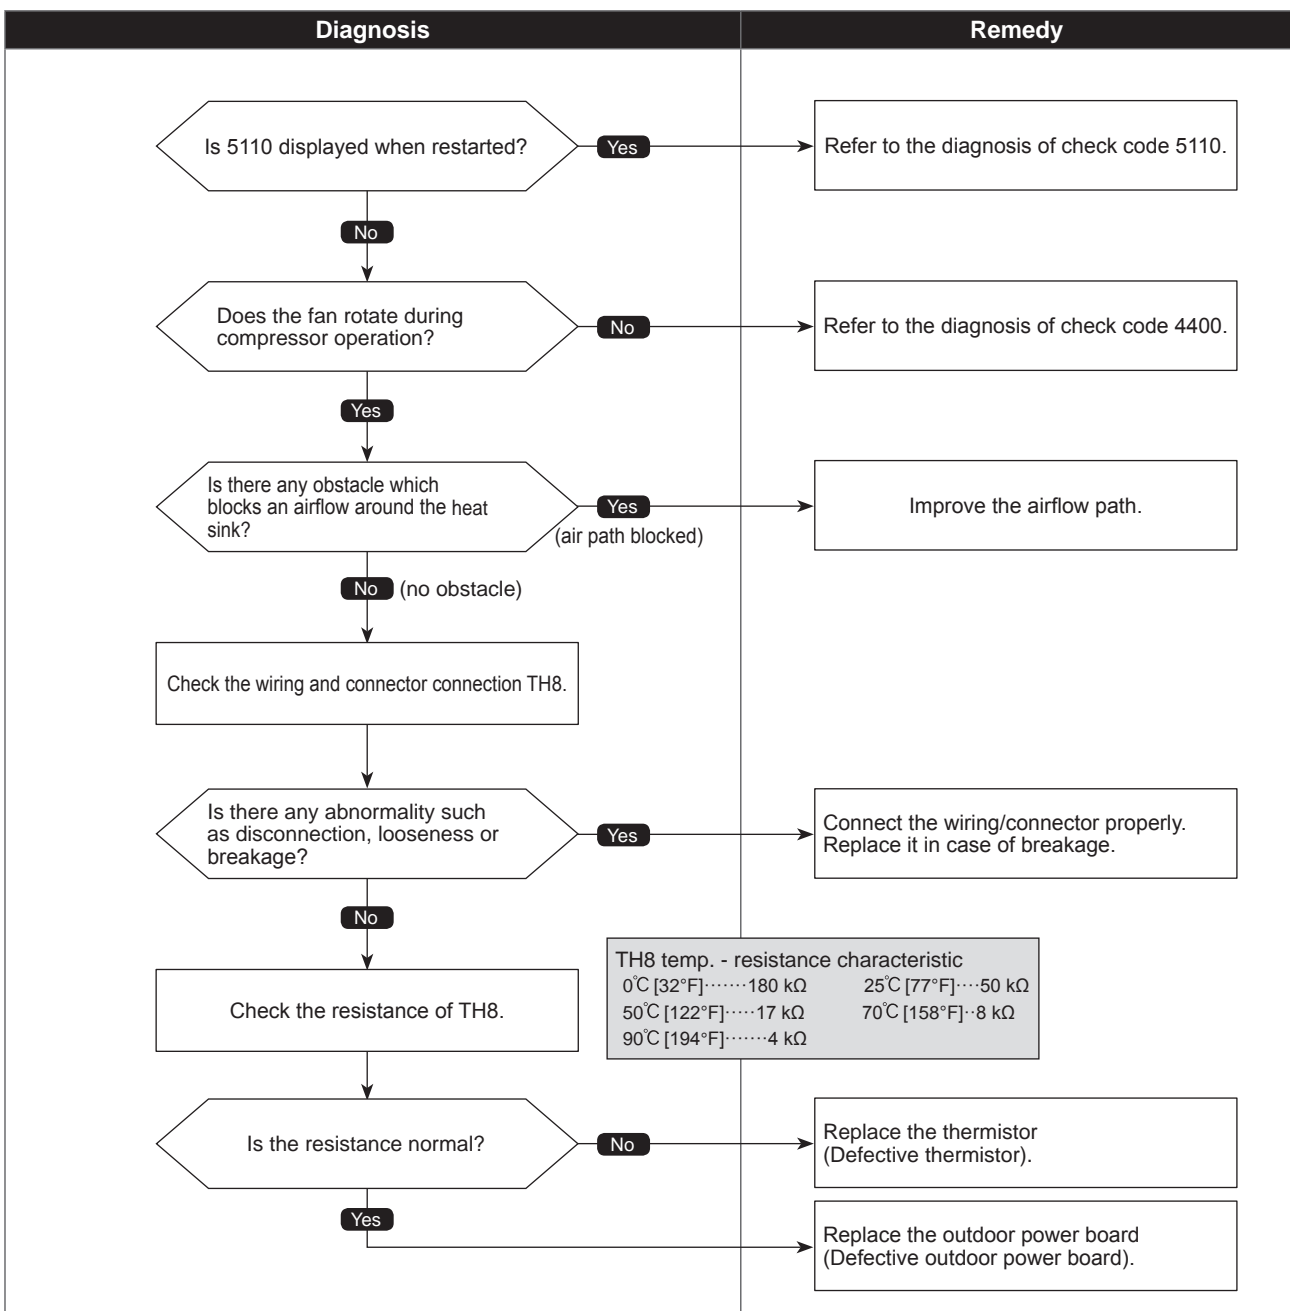 Diagnosis
Remedy
Is 5110 displayed when restarted?
Yes
Refer to the diagnosis of check code 5110.
No
Does the fan rotate during
compressor operation?
No
Refer to the diagnosis of check code 4400.
Yes
Is there any obstacle which
blocks an airflow around the heat
sink?
Yes
(air path blocked)
Improve the airflow path.
No (no obstacle)
Check the wiring and connector connection TH8.
Is there any abnormality such
as disconnection, looseness or
breakage?
Yes
Connect the wiring/connector properly.
Replace it in case of breakage.
No
TH8 temp. - resistance characteristic
0℃ [32°F]·······180 kΩ 25℃ [77°F]····50 kΩ
50℃ [122°F]·····17 kΩ 70℃ [158°F]··8 kΩ
90℃ [194°F]·······4 kΩ
Check the resistance of TH8.
Is the resistance normal?
No
Replace the thermistor
(Defective thermistor).
Yes
Replace the outdoor power board
(Defective outdoor power board).